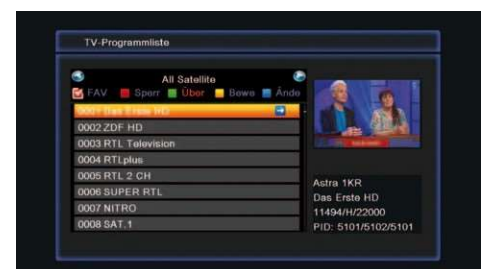 TV-Programmliste
All Satellite
FAV Sperr Über Bewe Ände
0001 Das Erste HD
0002 ZDF HD
0003 RTL Television
0004 RTLplus
0005 RTL 2 CH
0006 SUPER RTL
0007 NITRO
0008 SAT.1
Astra 1KR
Das Erste HD
11494/H/22000
PID: 5101/5102/5101